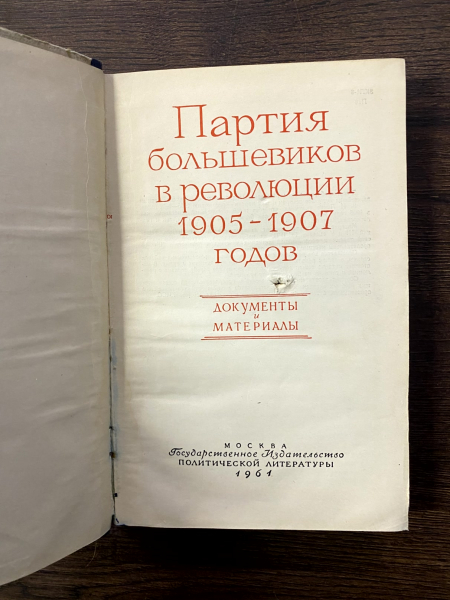 Партия
большевиков
в революции
1905-1907
годов
ДОКУМЕНТЫ
и
МАТЕРИАЛЫ
МОСКВА
Государственное Издательство
ПОЛИТИЧЕСКОЙ ЛИТЕРАТУРЫ
1961